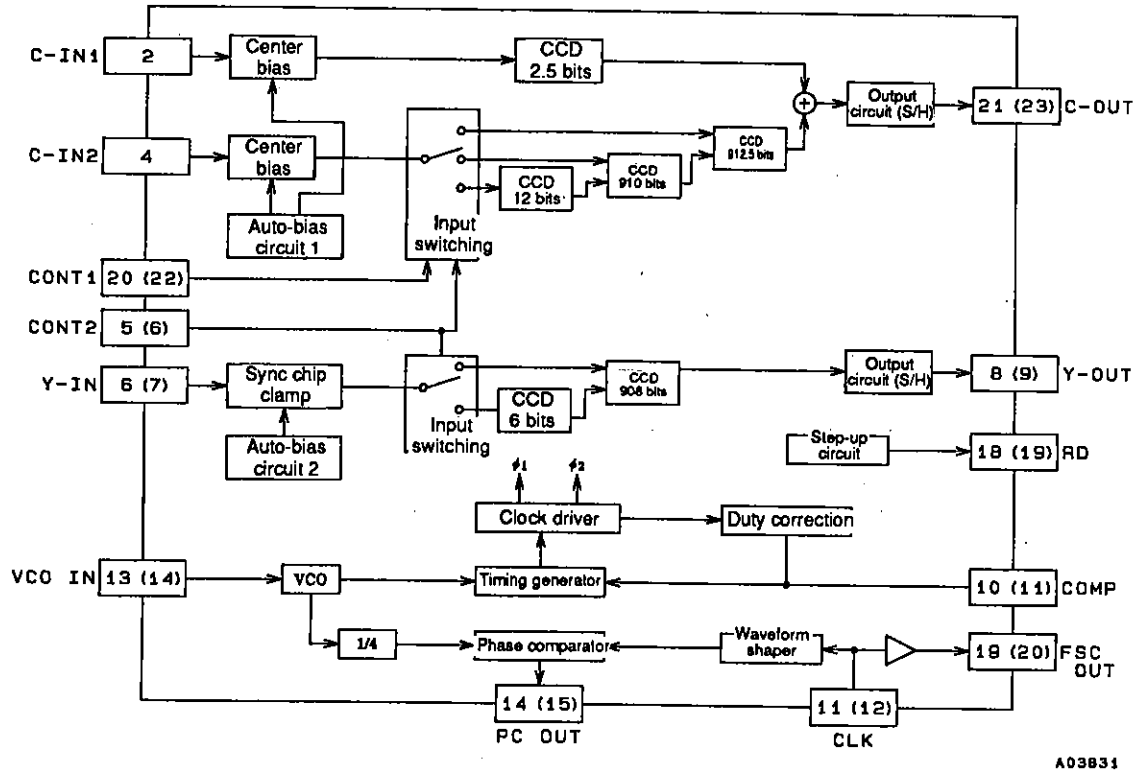 C-IN1
2
Center
bias
CCD
2.5 bits
Output
circuit (S/H)
21 (23)
C-OUT
C-IN2
4
Center
bias
CCD
912.5 bits
CCD
910 bits
CCD
12 bits
Auto-bias
circuit 1
Input
switching
CONT1
20 (22)
CONT2
5 (6)
Y-IN
6 (7)
Sync chip
clamp
CCD
908 bits
Output
circuit (S/H)
8 (9)
Y-OUT
CCD
6 bits
Input
switching
Auto-bias
circuit 2
Step-up
circuit
18 (19)
RD
ϕ1
ϕ2
Clock driver
Duty correction
VCO IN
13 (14)
VCO
Timing generator
10 (11)
COMP
1/4
Phase comparator
Waveform
shaper
19 (20)
FSC
OUT
14 (15)
PC OUT
11 (12)
CLK
A03831